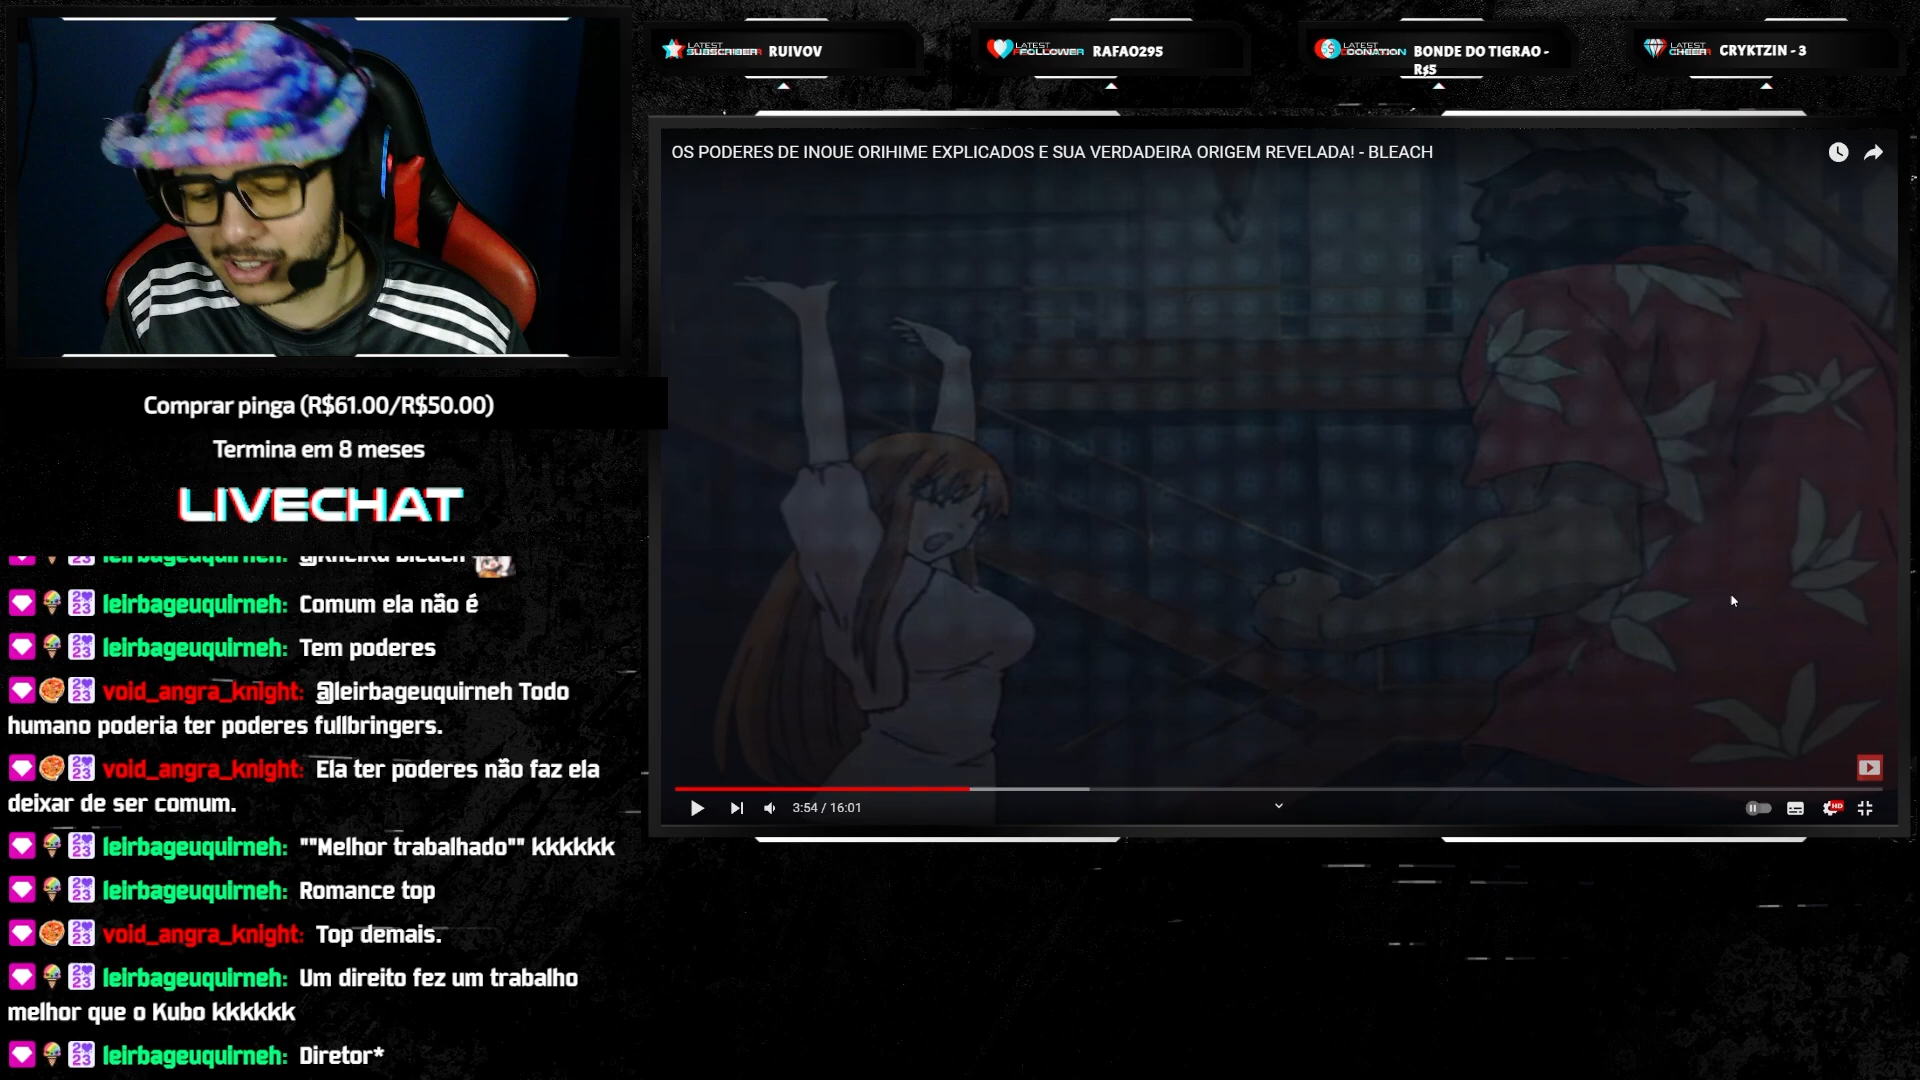 LATEST SUBSCRIBER RUIVOV
LATEST FOLLOWER RAFAO295
LATEST DONATION BONDE DO TIGRAO -
R$5
LATEST CHEER CRYKTZIN - 3
OS PODERES DE INOUE ORIHIME EXPLICADOS E SUA VERDADEIRA ORIGEM REVELADA! - BLEACH
3:54 / 16:01
HD
Comprar pinga (R$61.00/R$50.00)
Termina em 8 meses
LIVECHAT
leirbageuquirneh: Bleach
leirbageuquirneh: Comum ela não é
leirbageuquirneh: Tem poderes
void_angra_knight: @leirbageuquirneh Todo
humano poderia ter poderes fullbringers.
void_angra_knight: Ela ter poderes não faz ela
deixar de ser comum.
leirbageuquirneh: ""Melhor trabalhado"" kkkkkk
leirbageuquirneh: Romance top
void_angra_knight: Top demais.
leirbageuquirneh: Um direito fez um trabalho
melhor que o Kubo kkkkkk
leirbageuquirneh: Diretor*